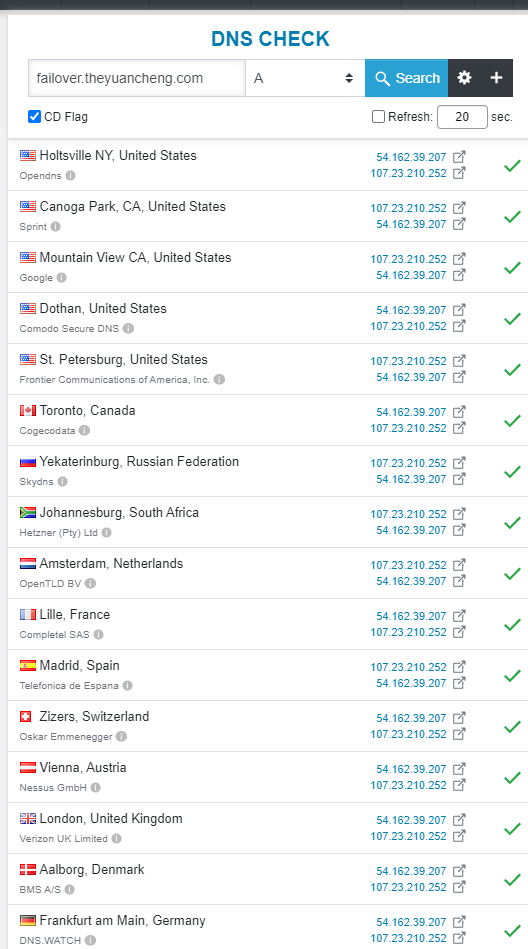 DNS CHECK
failover.theyuancheng.com A Search
CD Flag Refresh: 20 sec.
Holtsville NY, United States 54.162.39.207
Opendns 107.23.210.252
Canoga Park, CA, United States 107.23.210.252
Sprint 54.162.39.207
Mountain View CA, United States 107.23.210.252
Google 54.162.39.207
Dothan, United States 54.162.39.207
Comodo Secure DNS 107.23.210.252
St. Petersburg, United States 107.23.210.252
Frontier Communications of America, Inc. 54.162.39.207
Toronto, Canada 54.162.39.207
Cogecodata 107.23.210.252
Yekaterinburg, Russian Federation 107.23.210.252
Skydns 54.162.39.207
Johannesburg, South Africa 107.23.210.252
Hetzner (Pty) Ltd 54.162.39.207
Amsterdam, Netherlands 107.23.210.252
OpenTLD BV 54.162.39.207
Lille, France 54.162.39.207
Completel SAS 107.23.210.252
Madrid, Spain 107.23.210.252
Telefonica de Espana 54.162.39.207
Zizers, Switzerland 54.162.39.207
Oskar Emmenegger 107.23.210.252
Vienna, Austria 54.162.39.207
Nessus GmbH 107.23.210.252
London, United Kingdom 54.162.39.207
Verizon UK Limited 107.23.210.252
Aalborg, Denmark 54.162.39.207
BMS A/S 107.23.210.252
Frankfurt am Main, Germany 54.162.39.207
DNS.WATCH 107.23.210.252